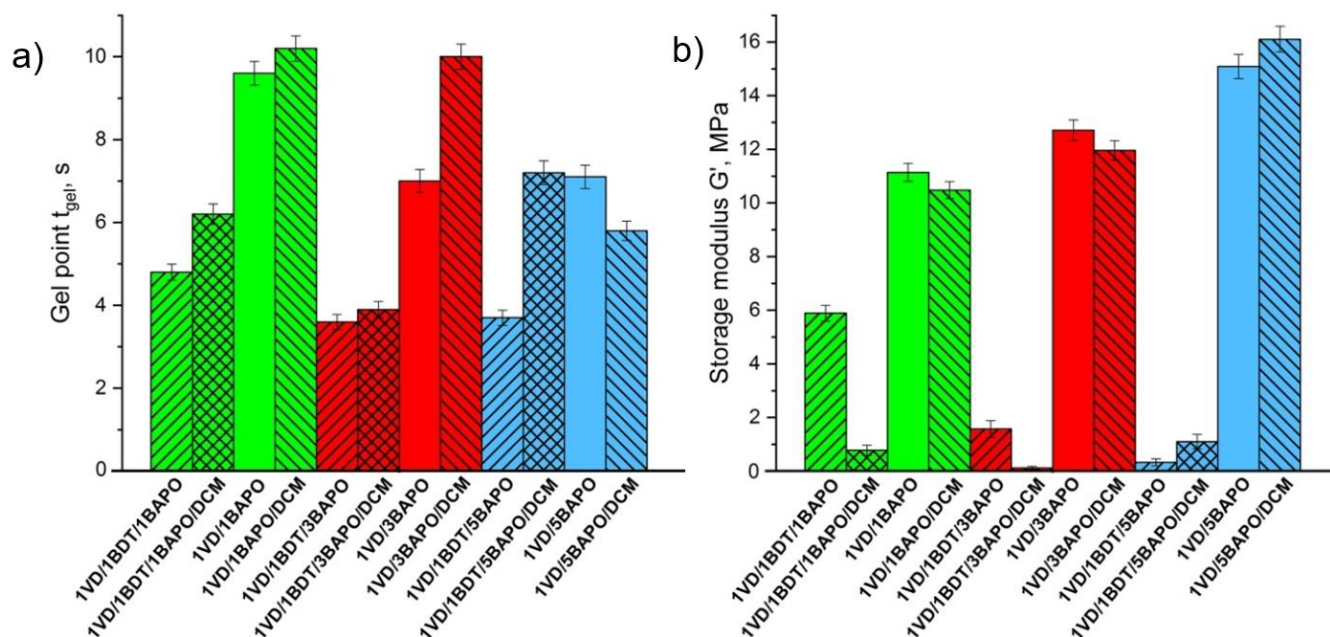 a)
Gel point t_gel, s
10
8
6
4
2
0
1VD/1BDT/1BAPO
1VD/1BDT/1BAPO/DCM
1VD/1BAPO
1VD/1BAPO/DCM
1VD/1BDT/3BAPO
1VD/1BDT/3BAPO/DCM
1VD/3BAPO
1VD/3BAPO/DCM
1VD/1BDT/5BAPO
1VD/1BDT/5BAPO/DCM
1VD/5BAPO
1VD/5BAPO/DCM
b)
Storage modulus G', MPa
16
14
12
10
8
6
4
2
0
1VD/1BDT/1BAPO
1VD/1BDT/1BAPO/DCM
1VD/1BAPO
1VD/1BAPO/DCM
1VD/1BDT/3BAPO
1VD/1BDT/3BAPO/DCM
1VD/3BAPO
1VD/3BAPO/DCM
1VD/1BDT/5BAPO
1VD/1BDT/5BAPO/DCM
1VD/5BAPO
1VD/5BAPO/DCM